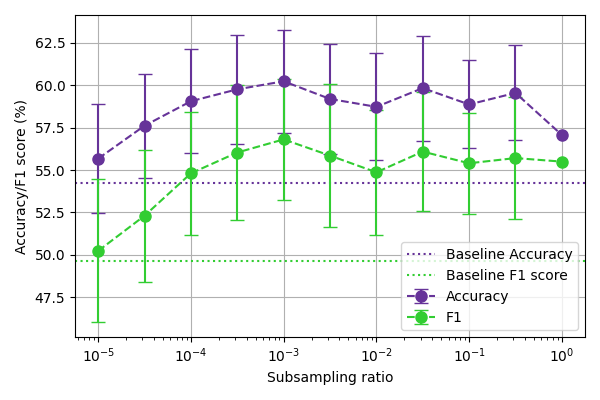 Accuracy/F1 score (%)
62.5
60.0
57.5
55.0
52.5
50.0
47.5
Baseline Accuracy
Baseline F1 score
Accuracy
F1
10⁻⁵ 10⁻⁴ 10⁻³ 10⁻² 10⁻¹ 10⁰
Subsampling ratio